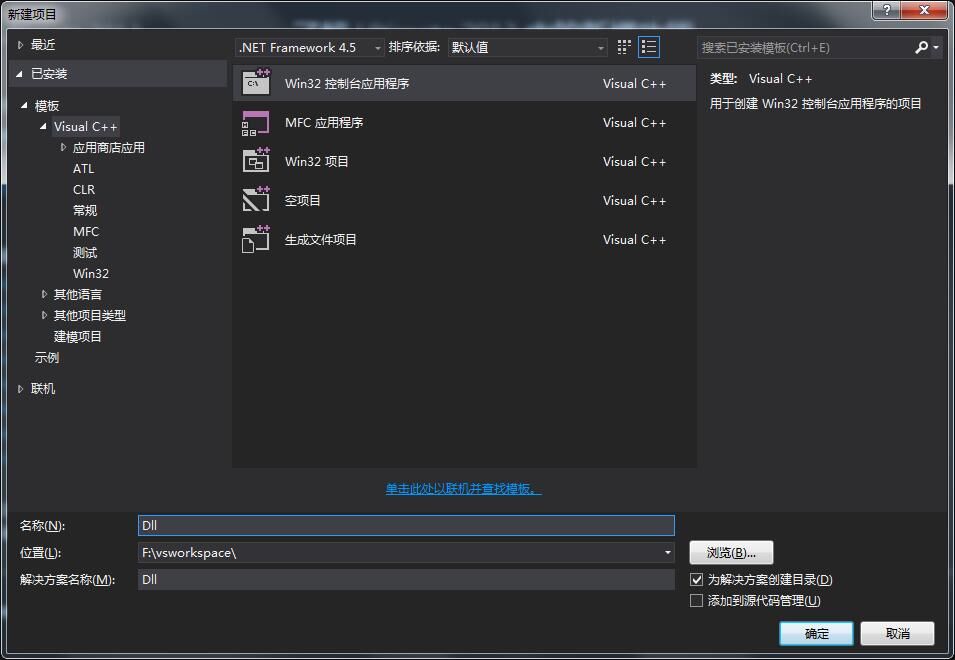 新建项目
最近
已安装
模板
Visual C++
应用商店应用
ATL
CLR
常规
MFC
测试
Win32
其他语言
其他项目类型
建模项目
示例
联机
.NET Framework 4.5 排序依据: 默认值
Win32 控制台应用程序 Visual C++
MFC 应用程序 Visual C++
Win32 项目 Visual C++
空项目 Visual C++
生成文件项目 Visual C++
单击此处以联机并查找模板。
搜索已安装模板(Ctrl+E)
类型: Visual C++
用于创建 Win32 控制台应用程序的项目
名称(N): Dll
位置(L): F:\vsworkspace\ 浏览(B)...
解决方案名称(M): Dll 为解决方案创建目录(D)
添加到源代码管理(U)
确定 取消